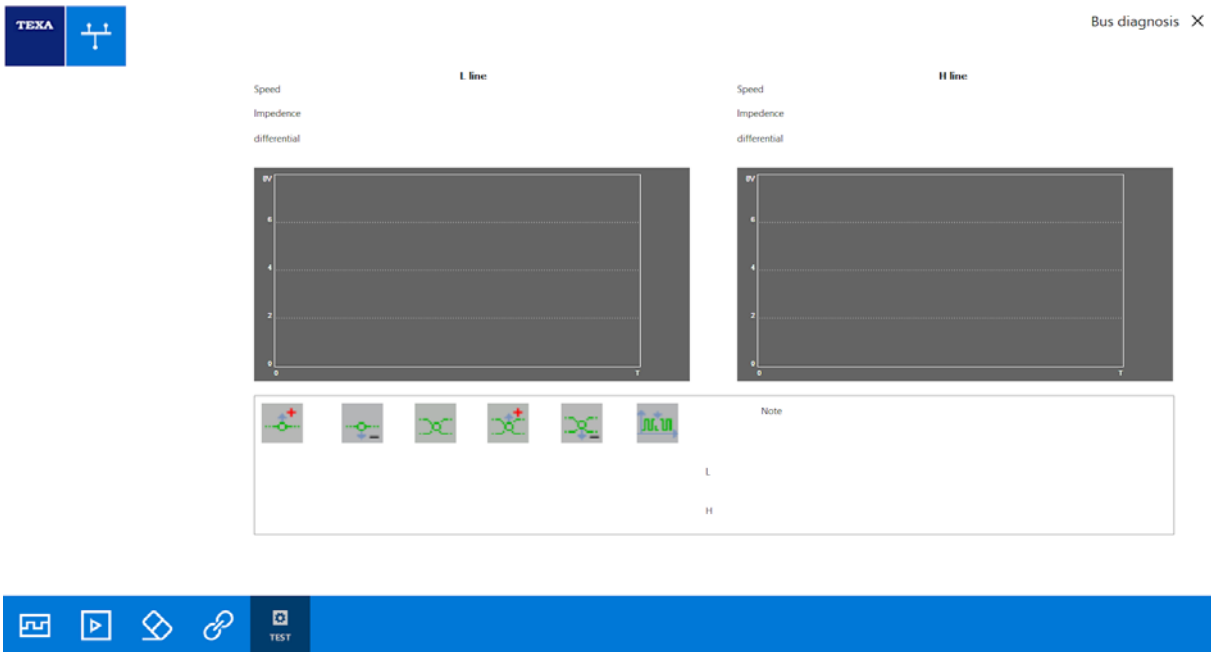 TEXA
Bus diagnosis
L line
Speed
Impedence
differential
H line
Speed
Impedence
differential
8V
6
4
2
0
0
T
8V
6
4
2
0
0
T
Note
L
H
TEST